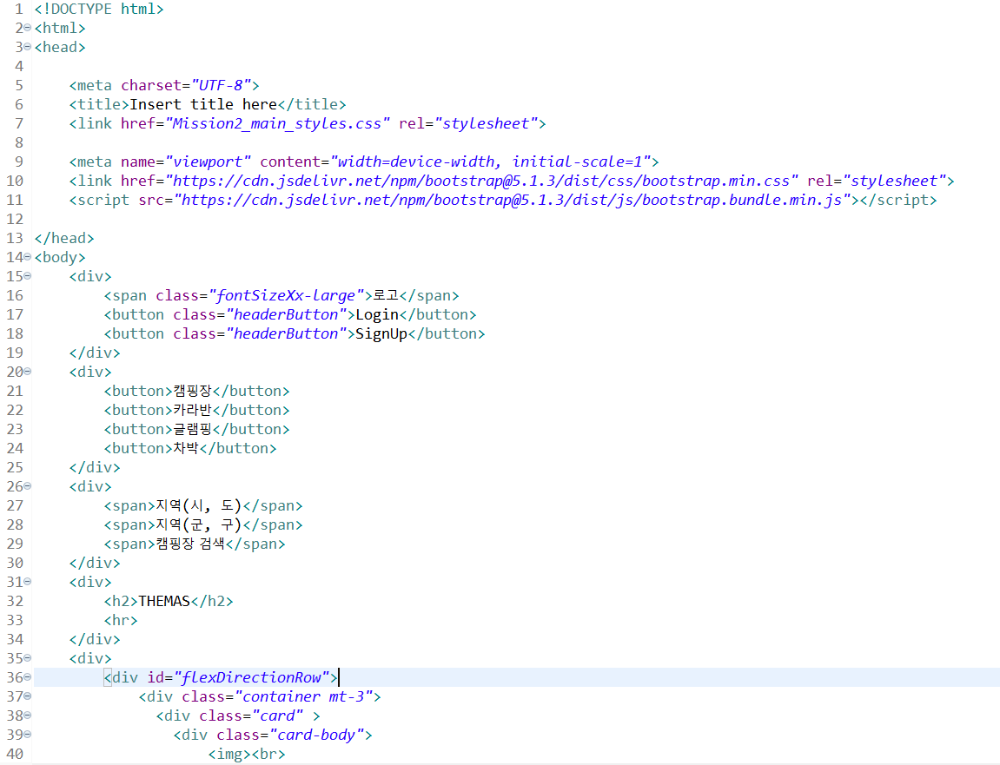 1 <!DOCTYPE html>
2 <html>
3 <head>
4
5 <meta charset="UTF-8">
6 <title>Insert title here</title>
7 <link href="Mission2_main_styles.css" rel="stylesheet">
8
9 <meta name="viewport" content="width=device-width, initial-scale=1">
10 <link href="https://cdn.jsdelivr.net/npm/bootstrap@5.1.3/dist/css/bootstrap.min.css" rel="stylesheet">
11 <script src="https://cdn.jsdelivr.net/npm/bootstrap@5.1.3/dist/js/bootstrap.bundle.min.js"></script>
12
13 </head>
14 <body>
15 <div>
16 <span class="fontSizeXx-large">로고</span>
17 <button class="headerButton">Login</button>
18 <button class="headerButton">SignUp</button>
19 </div>
20 <div>
21 <button>캠핑장</button>
22 <button>카라반</button>
23 <button>글램핑</button>
24 <button>차박</button>
25 </div>
26 <div>
27 <span>지역(시, 도)</span>
28 <span>지역(군, 구)</span>
29 <span>캠핑장 검색</span>
30 </div>
31 <div>
32 <h2>THEMAS</h2>
33 <hr>
34 </div>
35 <div>
36 <div id="flexDirectionRow">
37 <div class="container mt-3">
38 <div class="card" >
39 <div class="card-body">
40 <img><br>